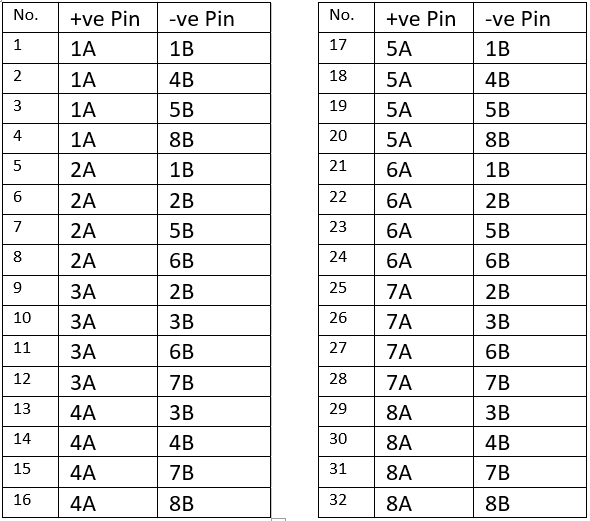 No. +ve Pin -ve Pin
1 1A 1B
2 1A 4B
3 1A 5B
4 1A 8B
5 2A 1B
6 2A 2B
7 2A 5B
8 2A 6B
9 3A 2B
10 3A 3B
11 3A 6B
12 3A 7B
13 4A 3B
14 4A 4B
15 4A 7B
16 4A 8B
No. +ve Pin -ve Pin
17 5A 1B
18 5A 4B
19 5A 5B
20 5A 8B
21 6A 1B
22 6A 2B
23 6A 5B
24 6A 6B
25 7A 2B
26 7A 3B
27 7A 6B
28 7A 7B
29 8A 3B
30 8A 4B
31 8A 7B
32 8A 8B